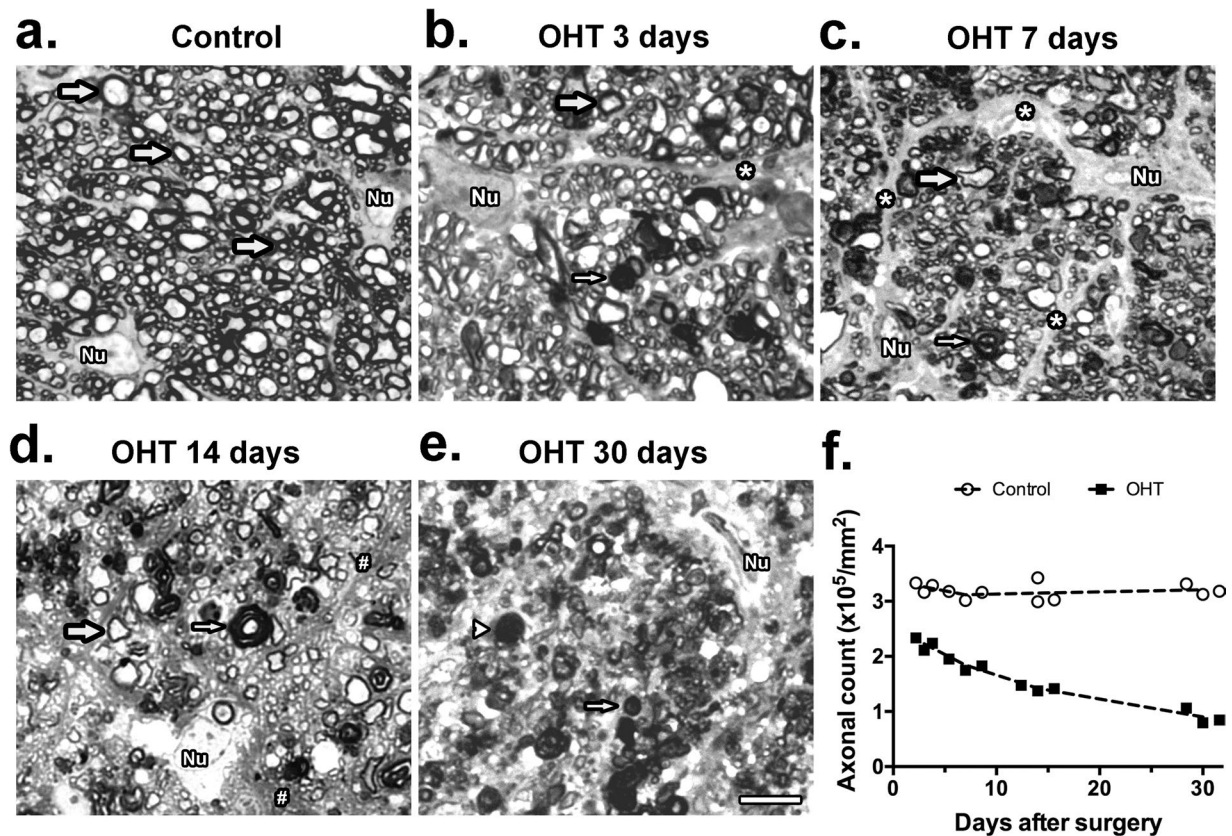 a. Control
b. OHT 3 days
c. OHT 7 days
Nu
Nu
Nu
*
*
*
*
Nu
Nu
d. OHT 14 days
e. OHT 30 days
f.
#
Nu
#
Nu
Control OHT
Axonal count (x10⁵/mm²)
4
3
2
1
0
0 10 20 30
Days after surgery